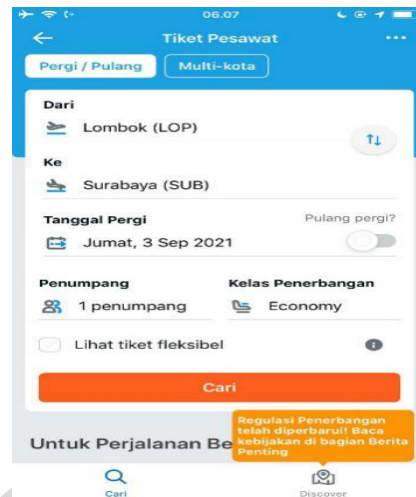 06.07
Tiket Pesawat
Pergi / Pulang
Multi-kota
Dari
Lombok (LOP)
Ke
Surabaya (SUB)
Tanggal Pergi
Pulang pergi?
Jumat, 3 Sep 2021
Penumpang
Kelas Penerbangan
1 penumpang
Economy
Lihat tiket fleksibel
Cari
Untuk Perjalanan Be
Regulasi Penerbangan
telah diperbarui! Baca
kebijakan di bagian Berita
Penting
Cari
Discover